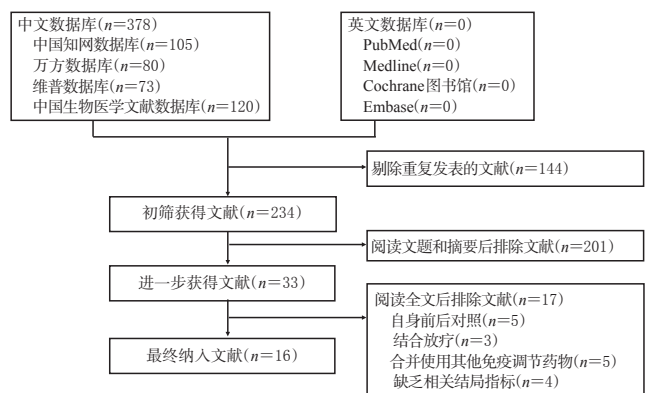 中文数据库(n=378)
中国知网数据库(n=105)
万方数据库(n=80)
维普数据库(n=73)
中国生物医学文献数据库(n=120)
英文数据库(n=0)
PubMed(n=0)
Medline(n=0)
Cochrane图书馆(n=0)
Embase(n=0)
剔除重复发表的文献(n=144)
初筛获得文献(n=234)
阅读文题和摘要后排除文献(n=201)
进一步获得文献(n=33)
阅读全文后排除文献(n=17)
自身前后对照(n=5)
结合放疗(n=3)
合并使用其他免疫调节药物(n=5)
缺乏相关结局指标(n=4)
最终纳入文献(n=16)